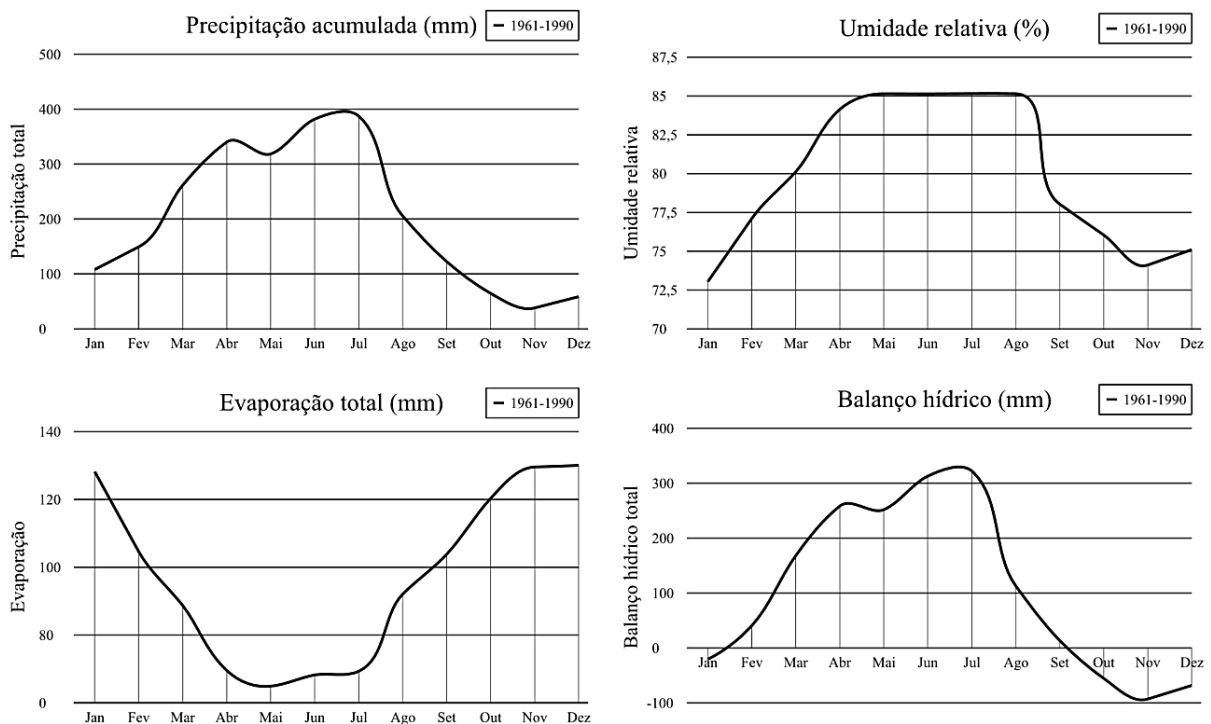 Precipitação acumulada (mm)
1961-1990
Precipitação total
500
400
300
200
100
0
Jan Fev Mar Abr Mai Jun Jul Ago Set Out Nov Dez
Umidade relativa (%)
1961-1990
Umidade relativa
87,5
85
82,5
80
77,5
75
72,5
70
Jan Fev Mar Abr Mai Jun Jul Ago Set Out Nov Dez
Evaporação total (mm)
1961-1990
Evaporação
140
120
100
80
0
Jan Fev Mar Abr Mai Jun Jul Ago Set Out Nov Dez
Balanço hídrico (mm)
1961-1990
Balanço hídrico total
400
300
200
100
0
-100
Jan Fev Mar Abr Mai Jun Jul Ago Set Out Nov Dez